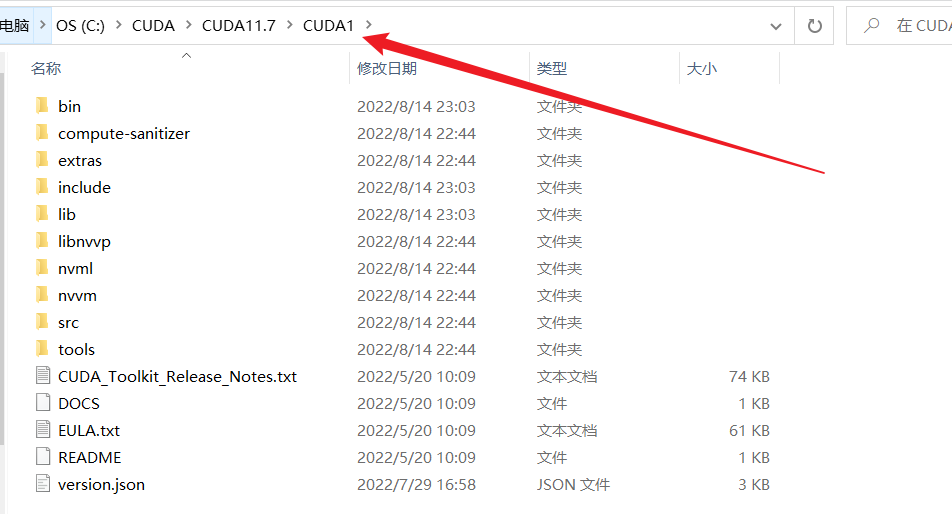 电脑 > OS (C:) > CUDA > CUDA11.7 > CUDA1 >
在 CUDA
名称 修改日期 类型 大小
bin 2022/8/14 23:03 文件夹
compute-sanitizer 2022/8/14 22:44 文件夹
extras 2022/8/14 22:44 文件夹
include 2022/8/14 23:03 文件夹
lib 2022/8/14 23:03 文件夹
libnvvp 2022/8/14 22:44 文件夹
nvml 2022/8/14 22:44 文件夹
nvvm 2022/8/14 22:44 文件夹
src 2022/8/14 22:44 文件夹
tools 2022/8/14 22:44 文件夹
CUDA_Toolkit_Release_Notes.txt 2022/5/20 10:09 文本文档 74 KB
DOCS 2022/5/20 10:09 文件 1 KB
EULA.txt 2022/5/20 10:09 文本文档 61 KB
README 2022/5/20 10:09 文件 1 KB
version.json 2022/7/29 16:58 JSON 文件 3 KB